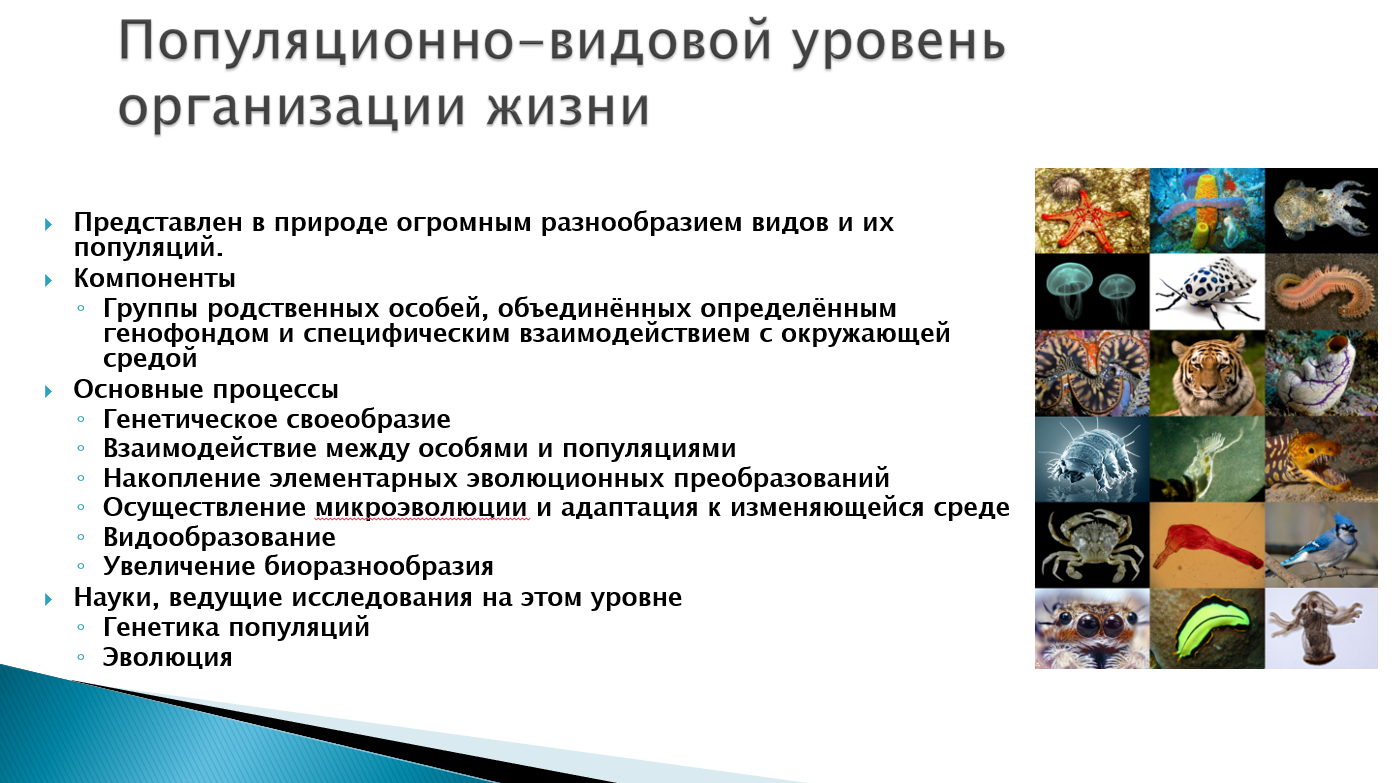 Популяционно-видовой уровень
организации жизни
Представлен в природе огромным разнообразием видов и их
популяций.
Компоненты
Группы родственных особей, объединённых определённым
генофондом и специфическим взаимодействием с окружающей
средой
Основные процессы
Генетическое своеобразие
Взаимодействие между особями и популяциями
Накопление элементарных эволюционных преобразований
Осуществление микроэволюции и адаптация к изменяющейся среде
Видообразование
Увеличение биоразнообразия
Науки, ведущие исследования на этом уровне
Генетика популяций
Эволюция